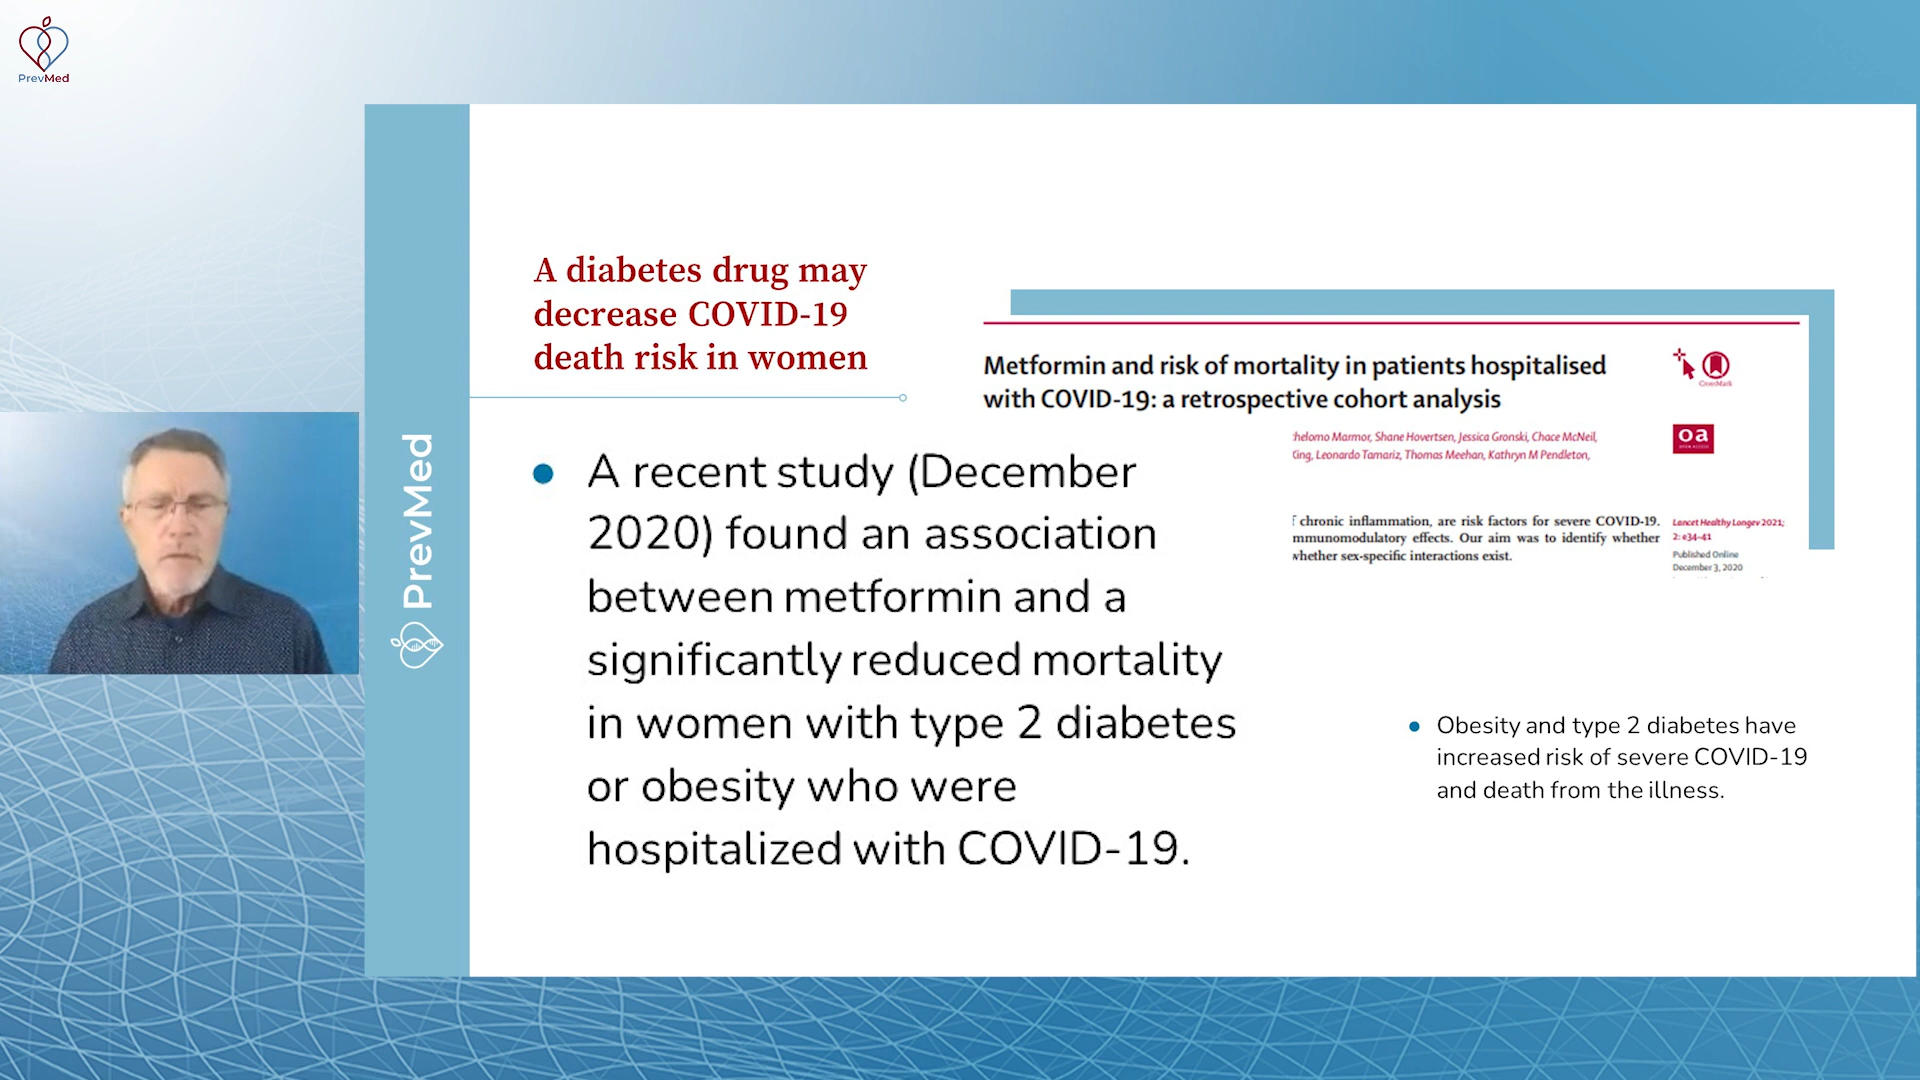 PrevMed
PrevMed
A diabetes drug may
decrease COVID-19
death risk in women
A recent study (December
2020) found an association
between metformin and a
significantly reduced mortality
in women with type 2 diabetes
or obesity who were
hospitalized with COVID-19.
Metformin and risk of mortality in patients hospitalised
with COVID-19: a retrospective cohort analysis
CrossMark
oa
OPEN ACCESS
Marmor, Shane Hovertsen, Jessica Gronski, Chace McNeil,
Leonardo Tamariz, Thomas Meehan, Kathryn M Pendleton,
chronic inflammation, are risk factors for severe COVID-19.
mmunomodulatory effects. Our aim was to identify whether
whether sex-specific interactions exist.
Lancet Healthy Longev 2021;
2: e34–41
Published Online
December 3, 2020
Obesity and type 2 diabetes have
increased risk of severe COVID-19
and death from the illness.